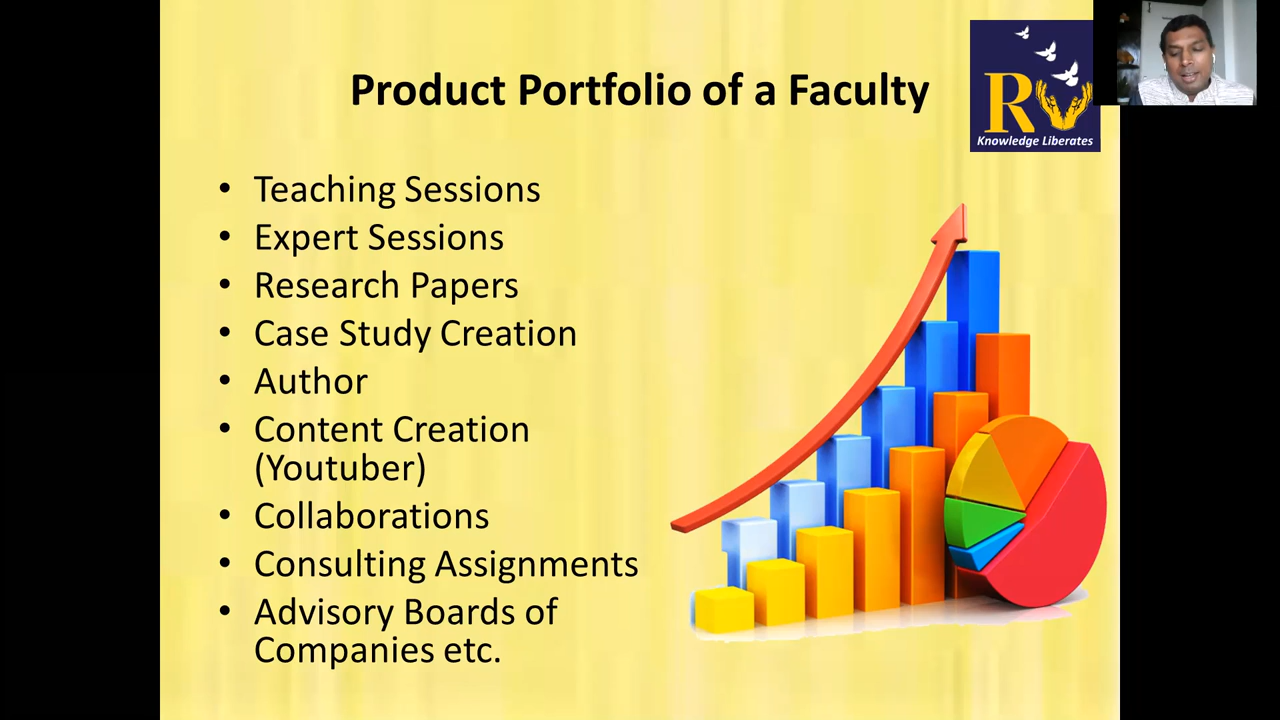 Product Portfolio of a Faculty
RV
Knowledge Liberates
• Teaching Sessions
• Expert Sessions
• Research Papers
• Case Study Creation
• Author
• Content Creation
(Youtuber)
• Collaborations
• Consulting Assignments
• Advisory Boards of
Companies etc.